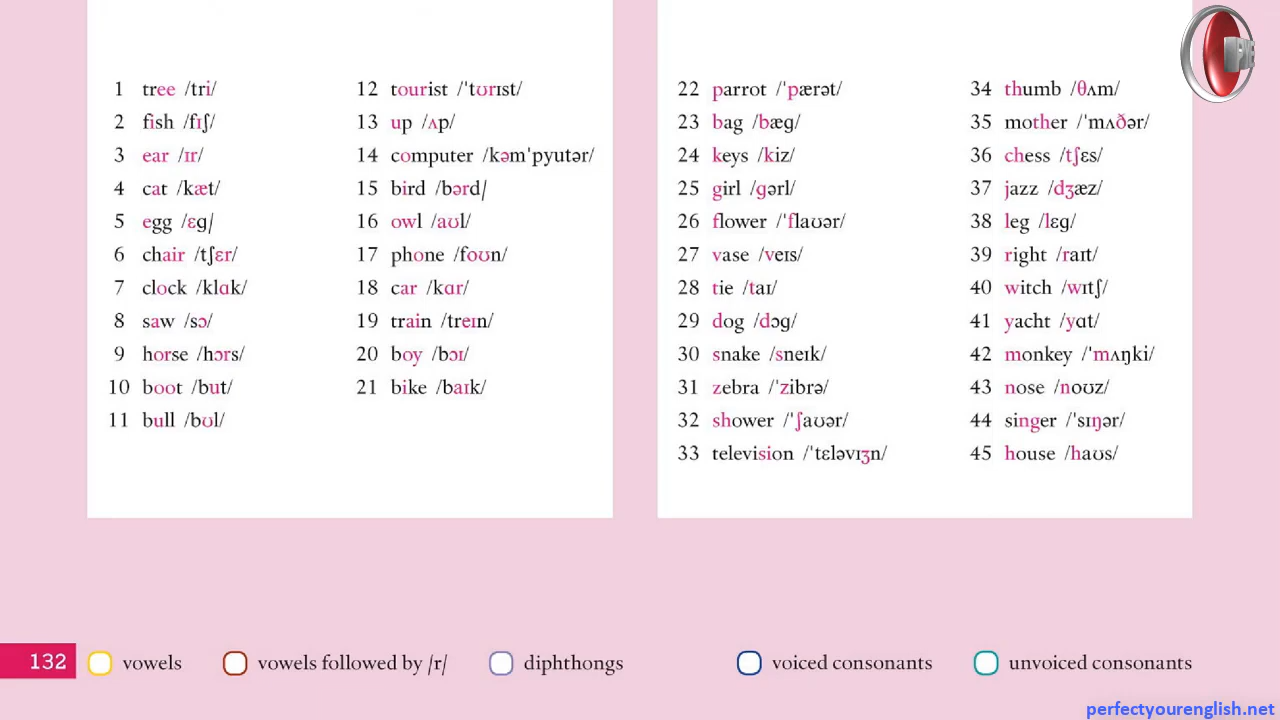 1 tree /tri/
2 fish /fɪʃ/
3 ear /ɪr/
4 cat /kæt/
5 egg /ɛɡ/
6 chair /tʃɛr/
7 clock /klɑk/
8 saw /sɔ/
9 horse /hɔrs/
10 boot /but/
11 bull /bʊl/
12 tourist /ˈtʊrɪst/
13 up /ʌp/
14 computer /kəmˈpyutər/
15 bird /bərd/
16 owl /aʊl/
17 phone /foʊn/
18 car /kɑr/
19 train /treɪn/
20 boy /bɔɪ/
21 bike /baɪk/
22 parrot /ˈpærət/
23 bag /bæɡ/
24 keys /kiz/
25 girl /ɡərl/
26 flower /ˈflaʊər/
27 vase /veɪs/
28 tie /taɪ/
29 dog /dɔɡ/
30 snake /sneɪk/
31 zebra /ˈzibrə/
32 shower /ˈʃaʊər/
33 television /ˈtɛləvɪʒn/
34 thumb /θʌm/
35 mother /ˈmʌðər/
36 chess /tʃɛs/
37 jazz /dʒæz/
38 leg /lɛɡ/
39 right /raɪt/
40 witch /wɪtʃ/
41 yacht /yɑt/
42 monkey /ˈmʌŋki/
43 nose /noʊz/
44 singer /ˈsɪŋər/
45 house /haʊs/
132 vowels vowels followed by /r/ diphthongs voiced consonants unvoiced consonants
perfectyourenglish.net